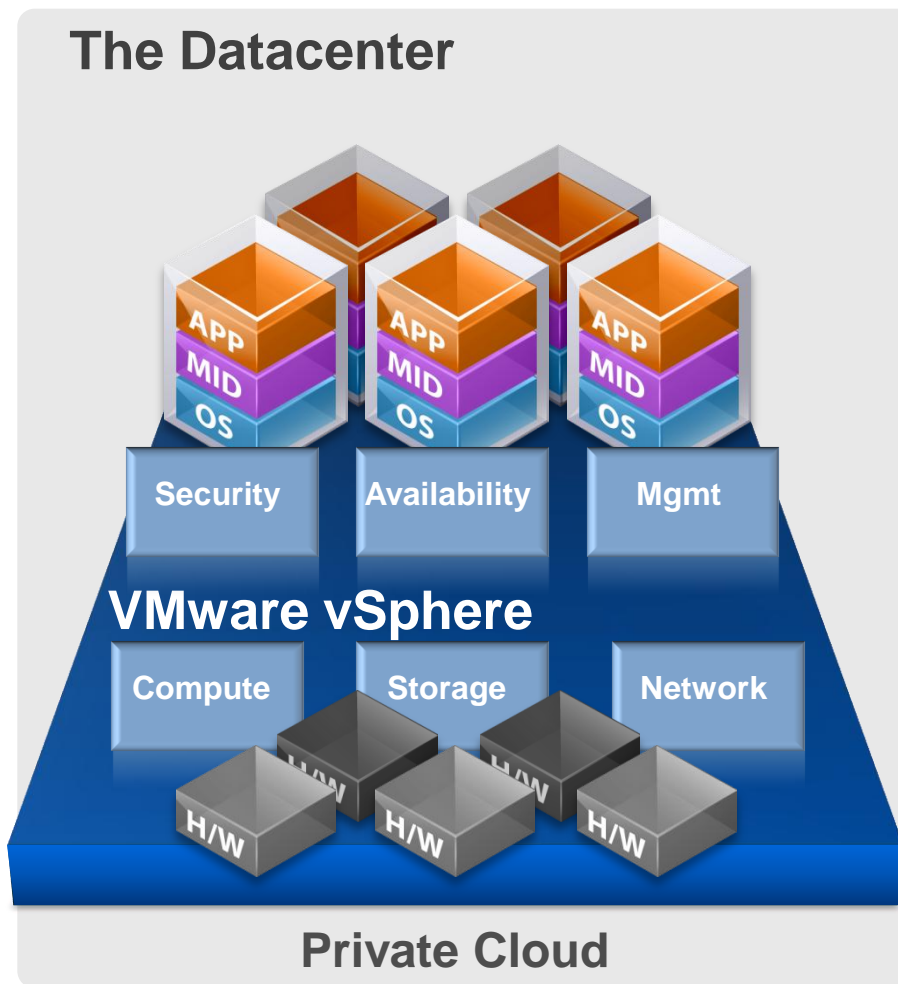 The Datacenter
APP
MID
OS
APP
MID
OS
APP
MID
OS
Security
Availability
Mgmt
VMware vSphere
Compute
Storage
Network
H/W
H/W
H/W
H/W
H/W
Private Cloud